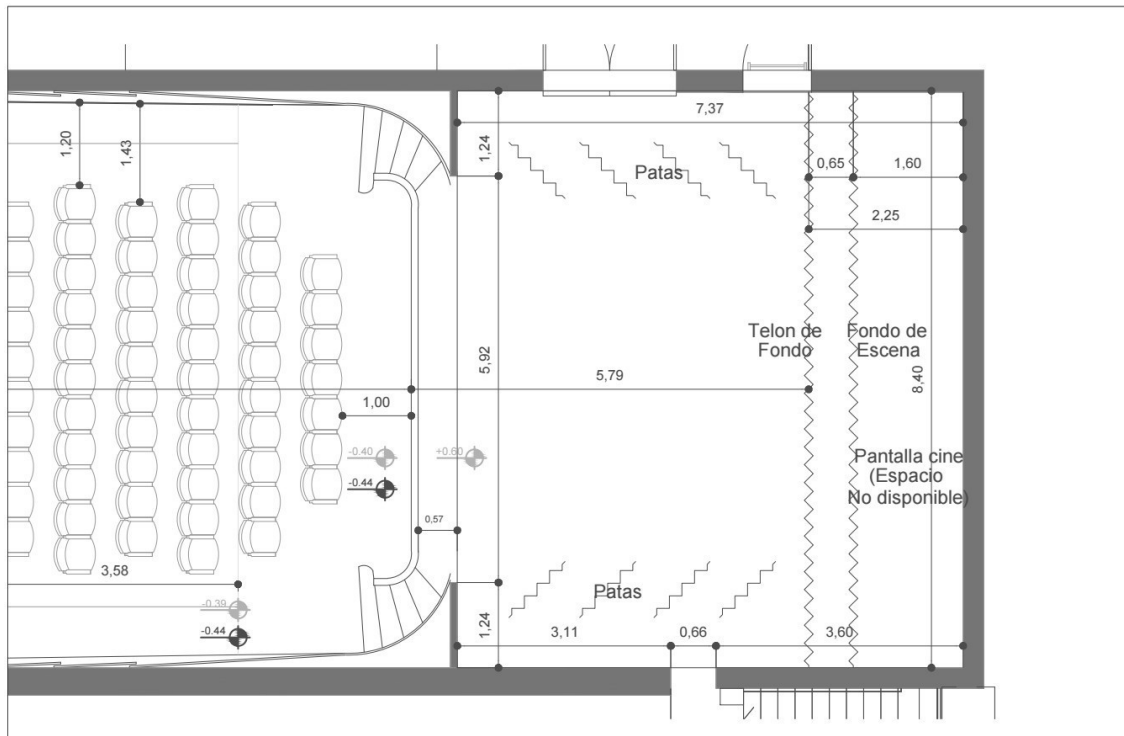 7,37
1,20
1,43
1,24
Patas
0,65
1,60
2,25
Telon de
Fondo
Fondo de
Escena
5,92
5,79
8,40
1,00
-0.40
+0.60
-0.44
Pantalla cine
(Espacio
No disponible)
0,57
3,58
Patas
-0.39
-0.44
1,24
3,11
0,66
3,60